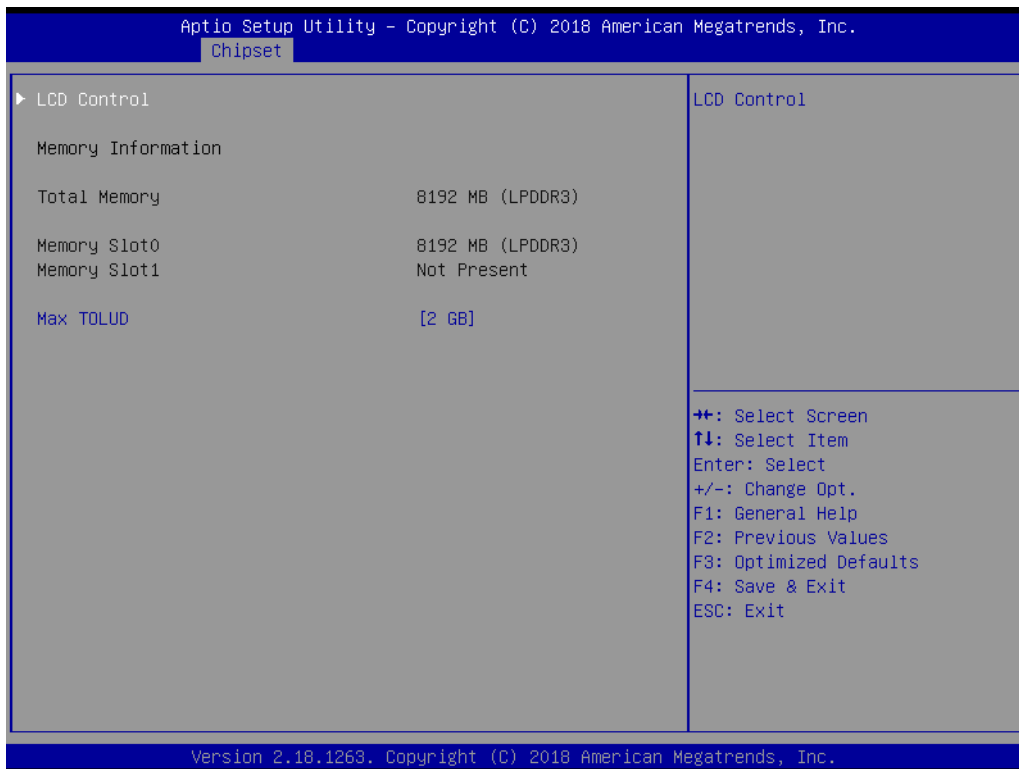 Aptio Setup Utility – Copyright (C) 2018 American Megatrends, Inc.
Chipset
▶ LCD Control
Memory Information
Total Memory 8192 MB (LPDDR3)
Memory Slot0 8192 MB (LPDDR3)
Memory Slot1 Not Present
Max TOLUD [2 GB]
LCD Control
→←: Select Screen
↑↓: Select Item
Enter: Select
+/-: Change Opt.
F1: General Help
F2: Previous Values
F3: Optimized Defaults
F4: Save & Exit
ESC: Exit
Version 2.18.1263. Copyright (C) 2018 American Megatrends, Inc.